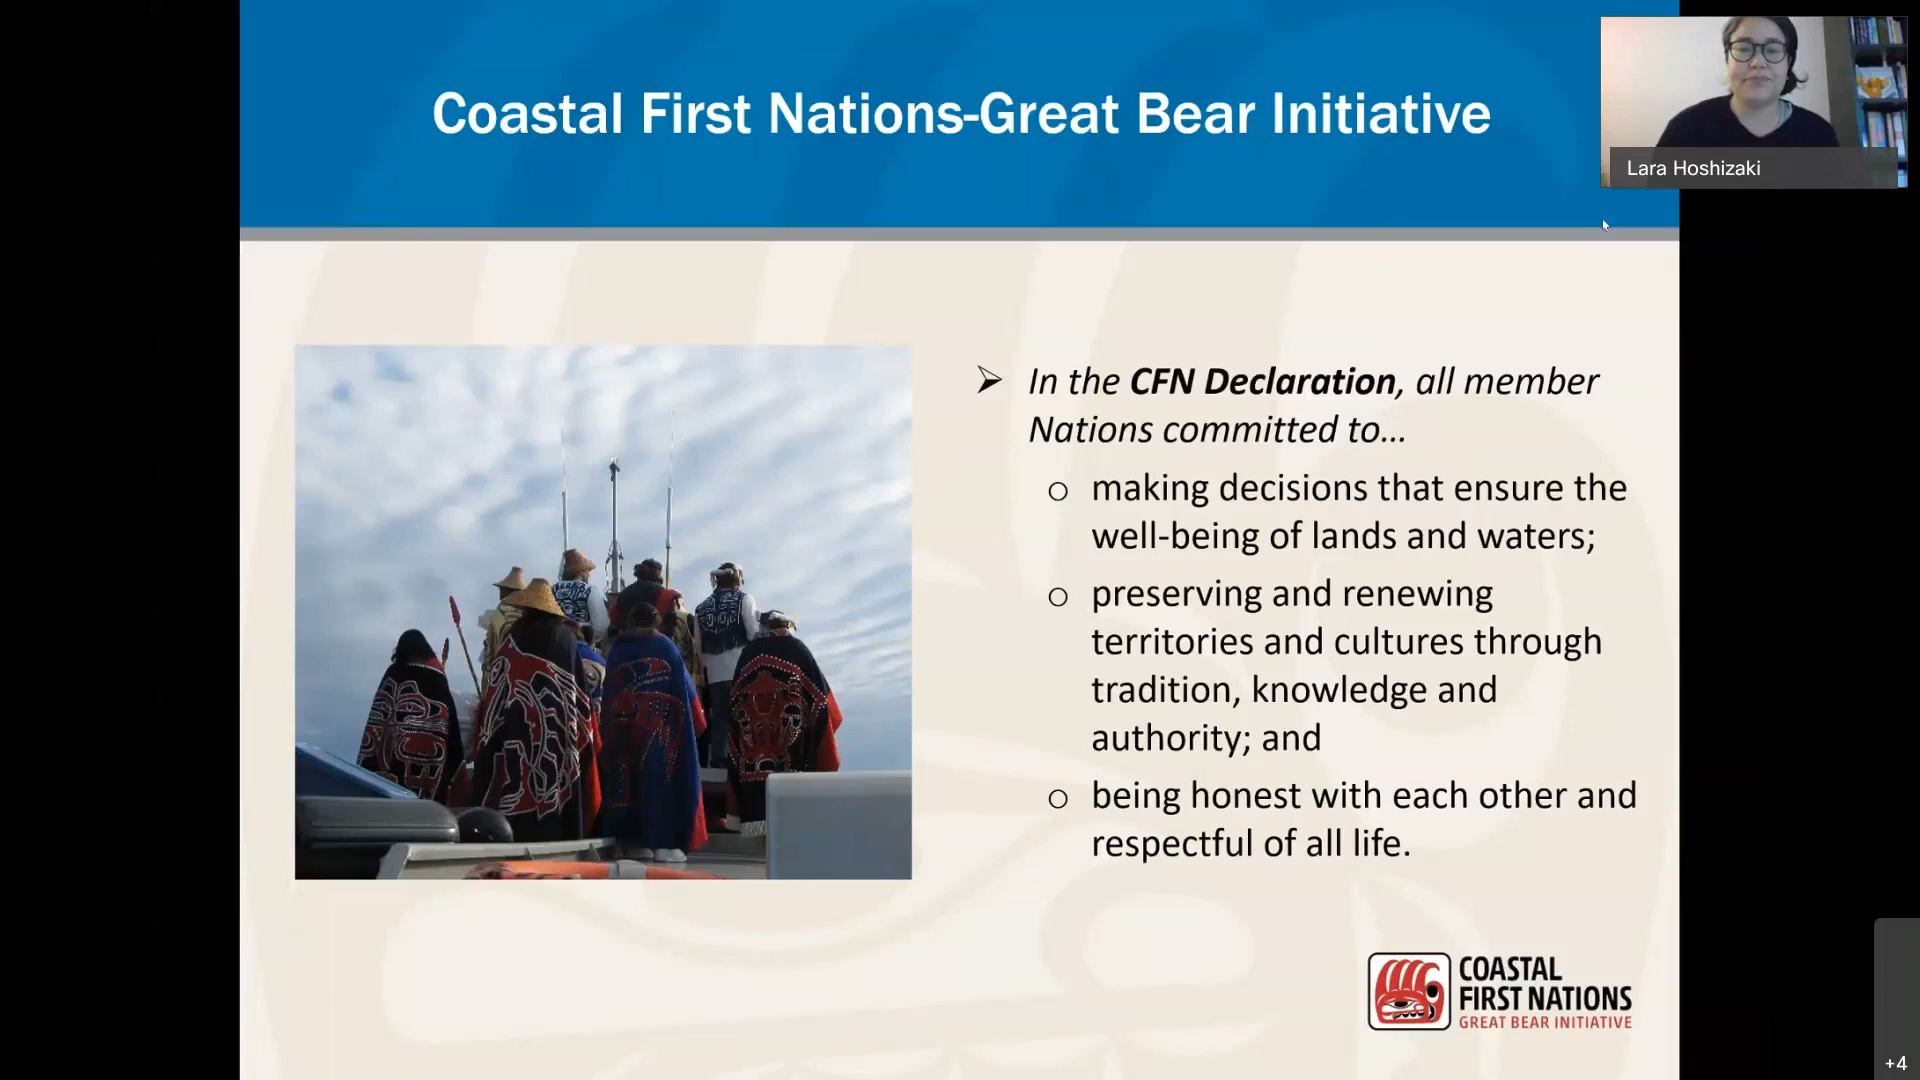 Coastal First Nations-Great Bear Initiative
Lara Hoshizaki
➢ In the CFN Declaration, all member
Nations committed to...
o making decisions that ensure the
well-being of lands and waters;
o preserving and renewing
territories and cultures through
tradition, knowledge and
authority; and
o being honest with each other and
respectful of all life.
COASTAL
FIRST NATIONS
GREAT BEAR INITIATIVE
+4